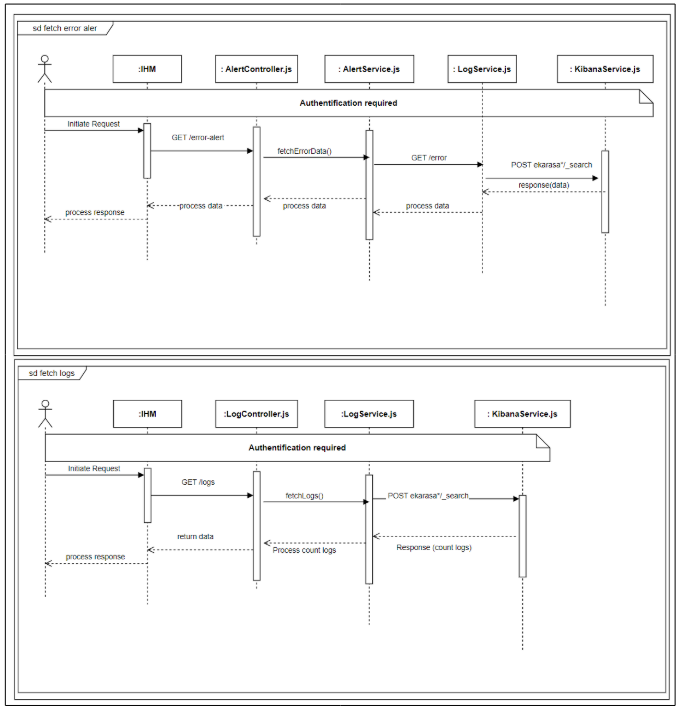 sd fetch error aler
:IHM
: AlertController.js
: AlertService.js
: LogService.js
: KibanaService.js
Authentification required
Initiate Request
GET /error-alert
fetchErrorData()
GET /error
POST ekarasa*/_search
response(data)
process data
process data
process data
process response
sd fetch logs
:IHM
:LogController.js
:LogService.js
: KibanaService.js
Authentification required
Initiate Request
GET /logs
fetchLogs()
POST ekarasa*/_search
return data
Process count logs
Response (count logs)
process response